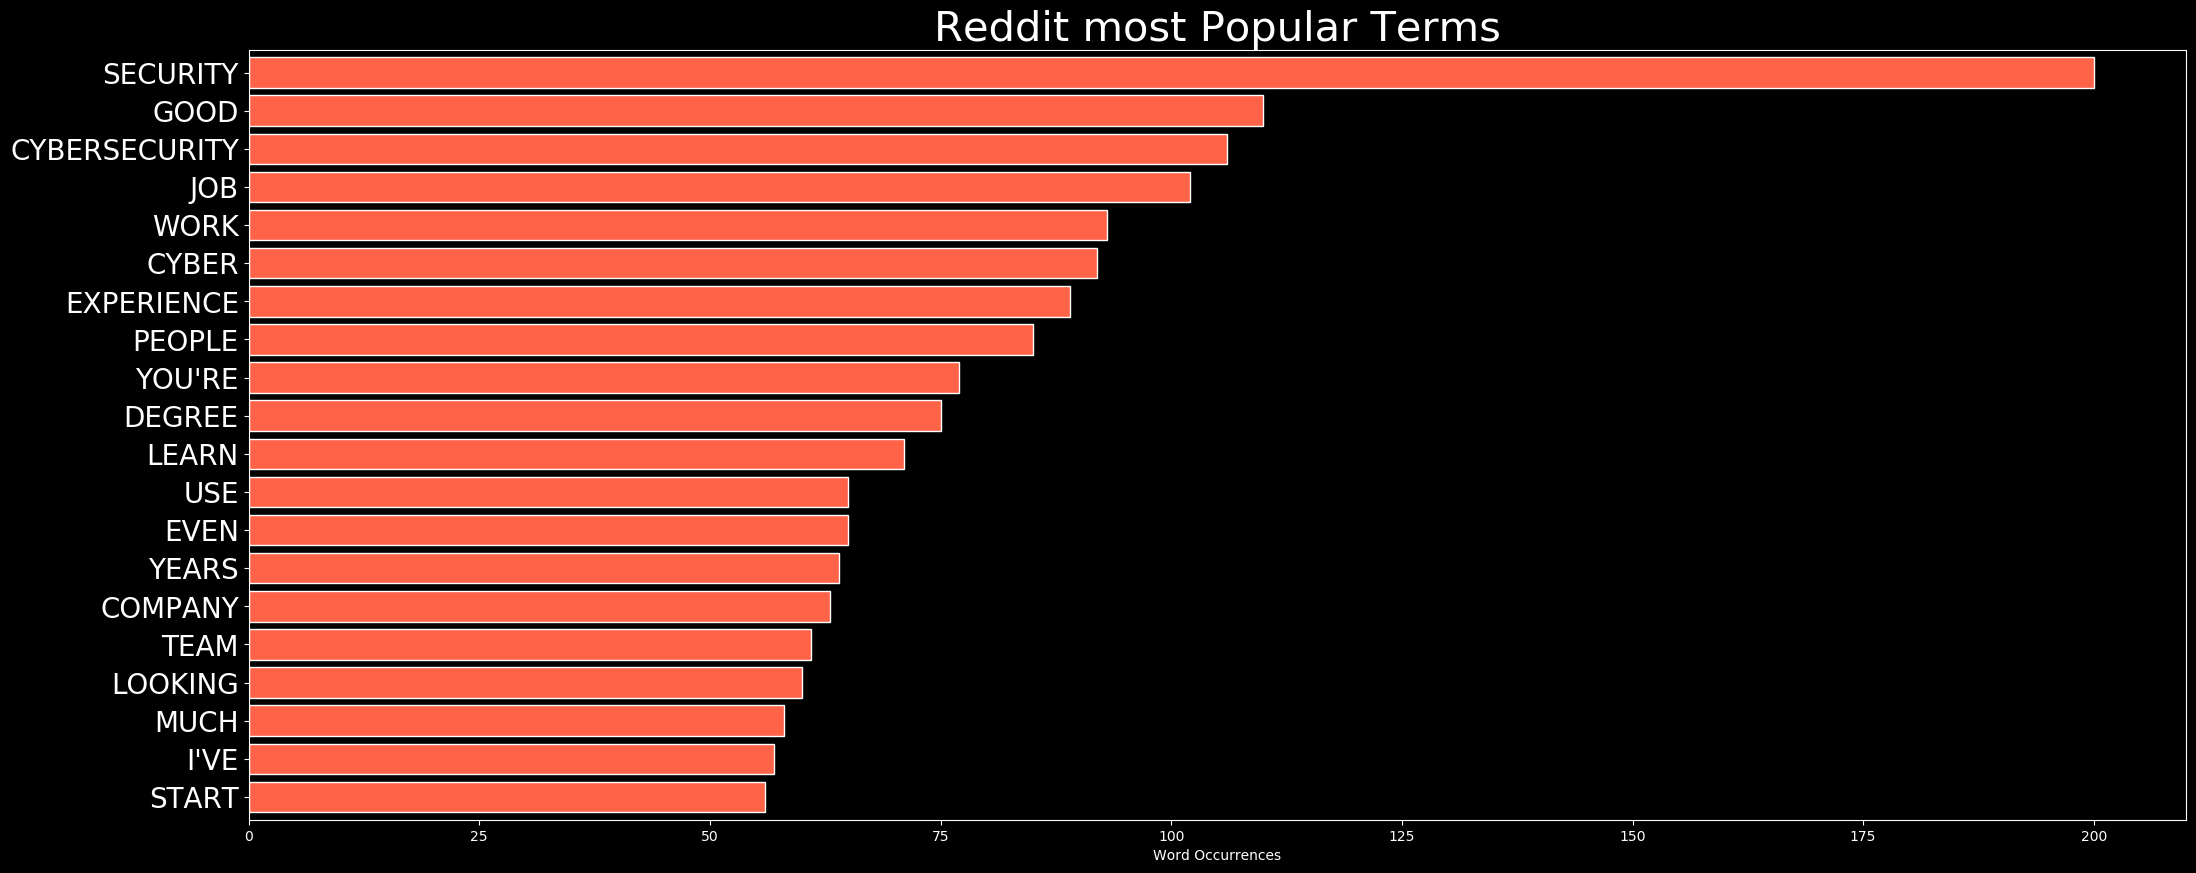 Reddit most Popular Terms
SECURITY
GOOD
CYBERSECURITY
JOB
WORK
CYBER
EXPERIENCE
PEOPLE
YOU'RE
DEGREE
LEARN
USE
EVEN
YEARS
COMPANY
TEAM
LOOKING
MUCH
I'VE
START
0 25 50 75 100 125 150 175 200
Word Occurrences